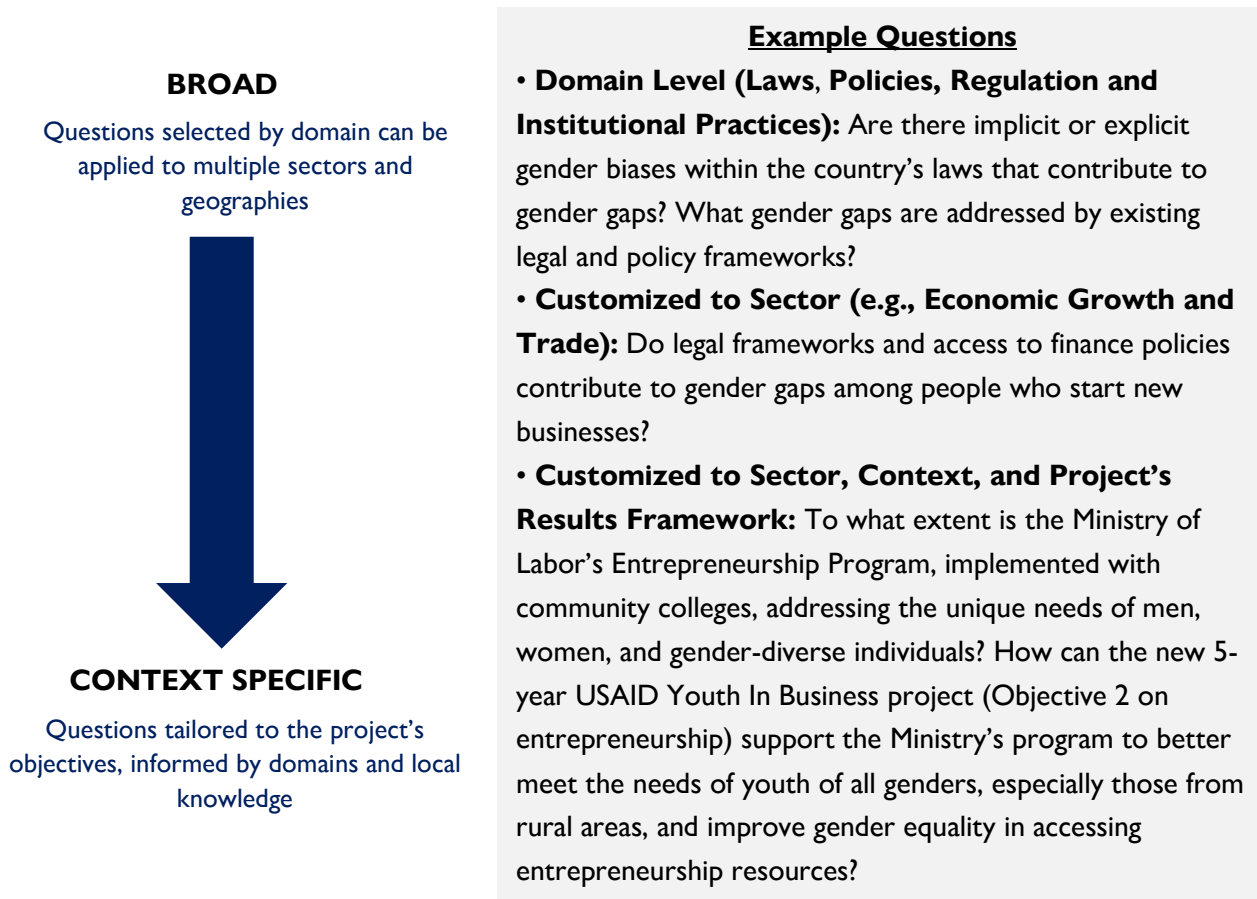 BROAD
Questions selected by domain can be
applied to multiple sectors and
geographies
CONTEXT SPECIFIC
Questions tailored to the project’s
objectives, informed by domains and local
knowledge
Example Questions
• Domain Level (Laws, Policies, Regulation and
Institutional Practices): Are there implicit or explicit
gender biases within the country’s laws that contribute to
gender gaps? What gender gaps are addressed by existing
legal and policy frameworks?
• Customized to Sector (e.g., Economic Growth and
Trade): Do legal frameworks and access to finance policies
contribute to gender gaps among people who start new
businesses?
• Customized to Sector, Context, and Project’s
Results Framework: To what extent is the Ministry of
Labor’s Entrepreneurship Program, implemented with
community colleges, addressing the unique needs of men,
women, and gender-diverse individuals? How can the new 5-
year USAID Youth In Business project (Objective 2 on
entrepreneurship) support the Ministry’s program to better
meet the needs of youth of all genders, especially those from
rural areas, and improve gender equality in accessing
entrepreneurship resources?